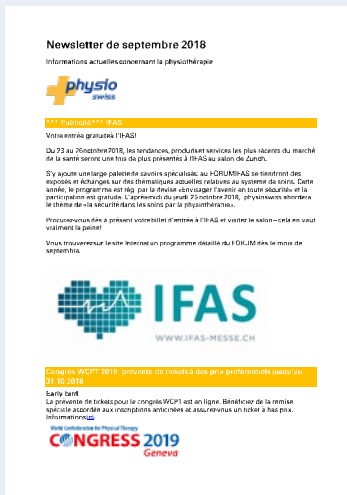 Newsletter de septembre 2018
Informations actuelles concernant la physiothérapie
physio
swiss
*** Publicité*** IFAS
Votre entrée gratuite à l'IFAS!
Du 23 au 26 octobre 2018, les tendances, produits et services les plus récents du marché
de la santé seront une fois de plus présentés à l'IFAS au salon de Zurich.
S'y ajoute une large palette de savoirs spécialisés: au FORUM IFAS se tiendront des
exposés et échanges sur des thématiques actuelles relatives au système de soins. Cette
année, le programme est régi par la devise «Envisager l'avenir en toute sécurité» et la
participation est gratuite. L'après-midi du jeudi 25 octobre 2018, physioswiss abordera
le thème de «la sécurité dans les soins par la physiothérapie».
Procurez-vous dès à présent votre billet d'entrée à l'IFAS et visitez le salon – cela en vaut
vraiment la peine!
Vous trouverez sur le site Internet un programme détaillé du FORUM dès le mois de
septembre.
IFAS
WWW.IFAS-MESSE.CH
Congrès WCPT 2019: prévente de tickets à des prix préférentiels jusqu'au
31.10.2018
Early bird
La prévente de tickets pour le congrès WCPT est en ligne. Bénéficiez de la remise
spéciale accordée aux inscriptions anticipées et assurez-vous un ticket à bas prix.
Informations ici.
World Confederation for Physical Therapy
CONGRESS 2019
Geneva